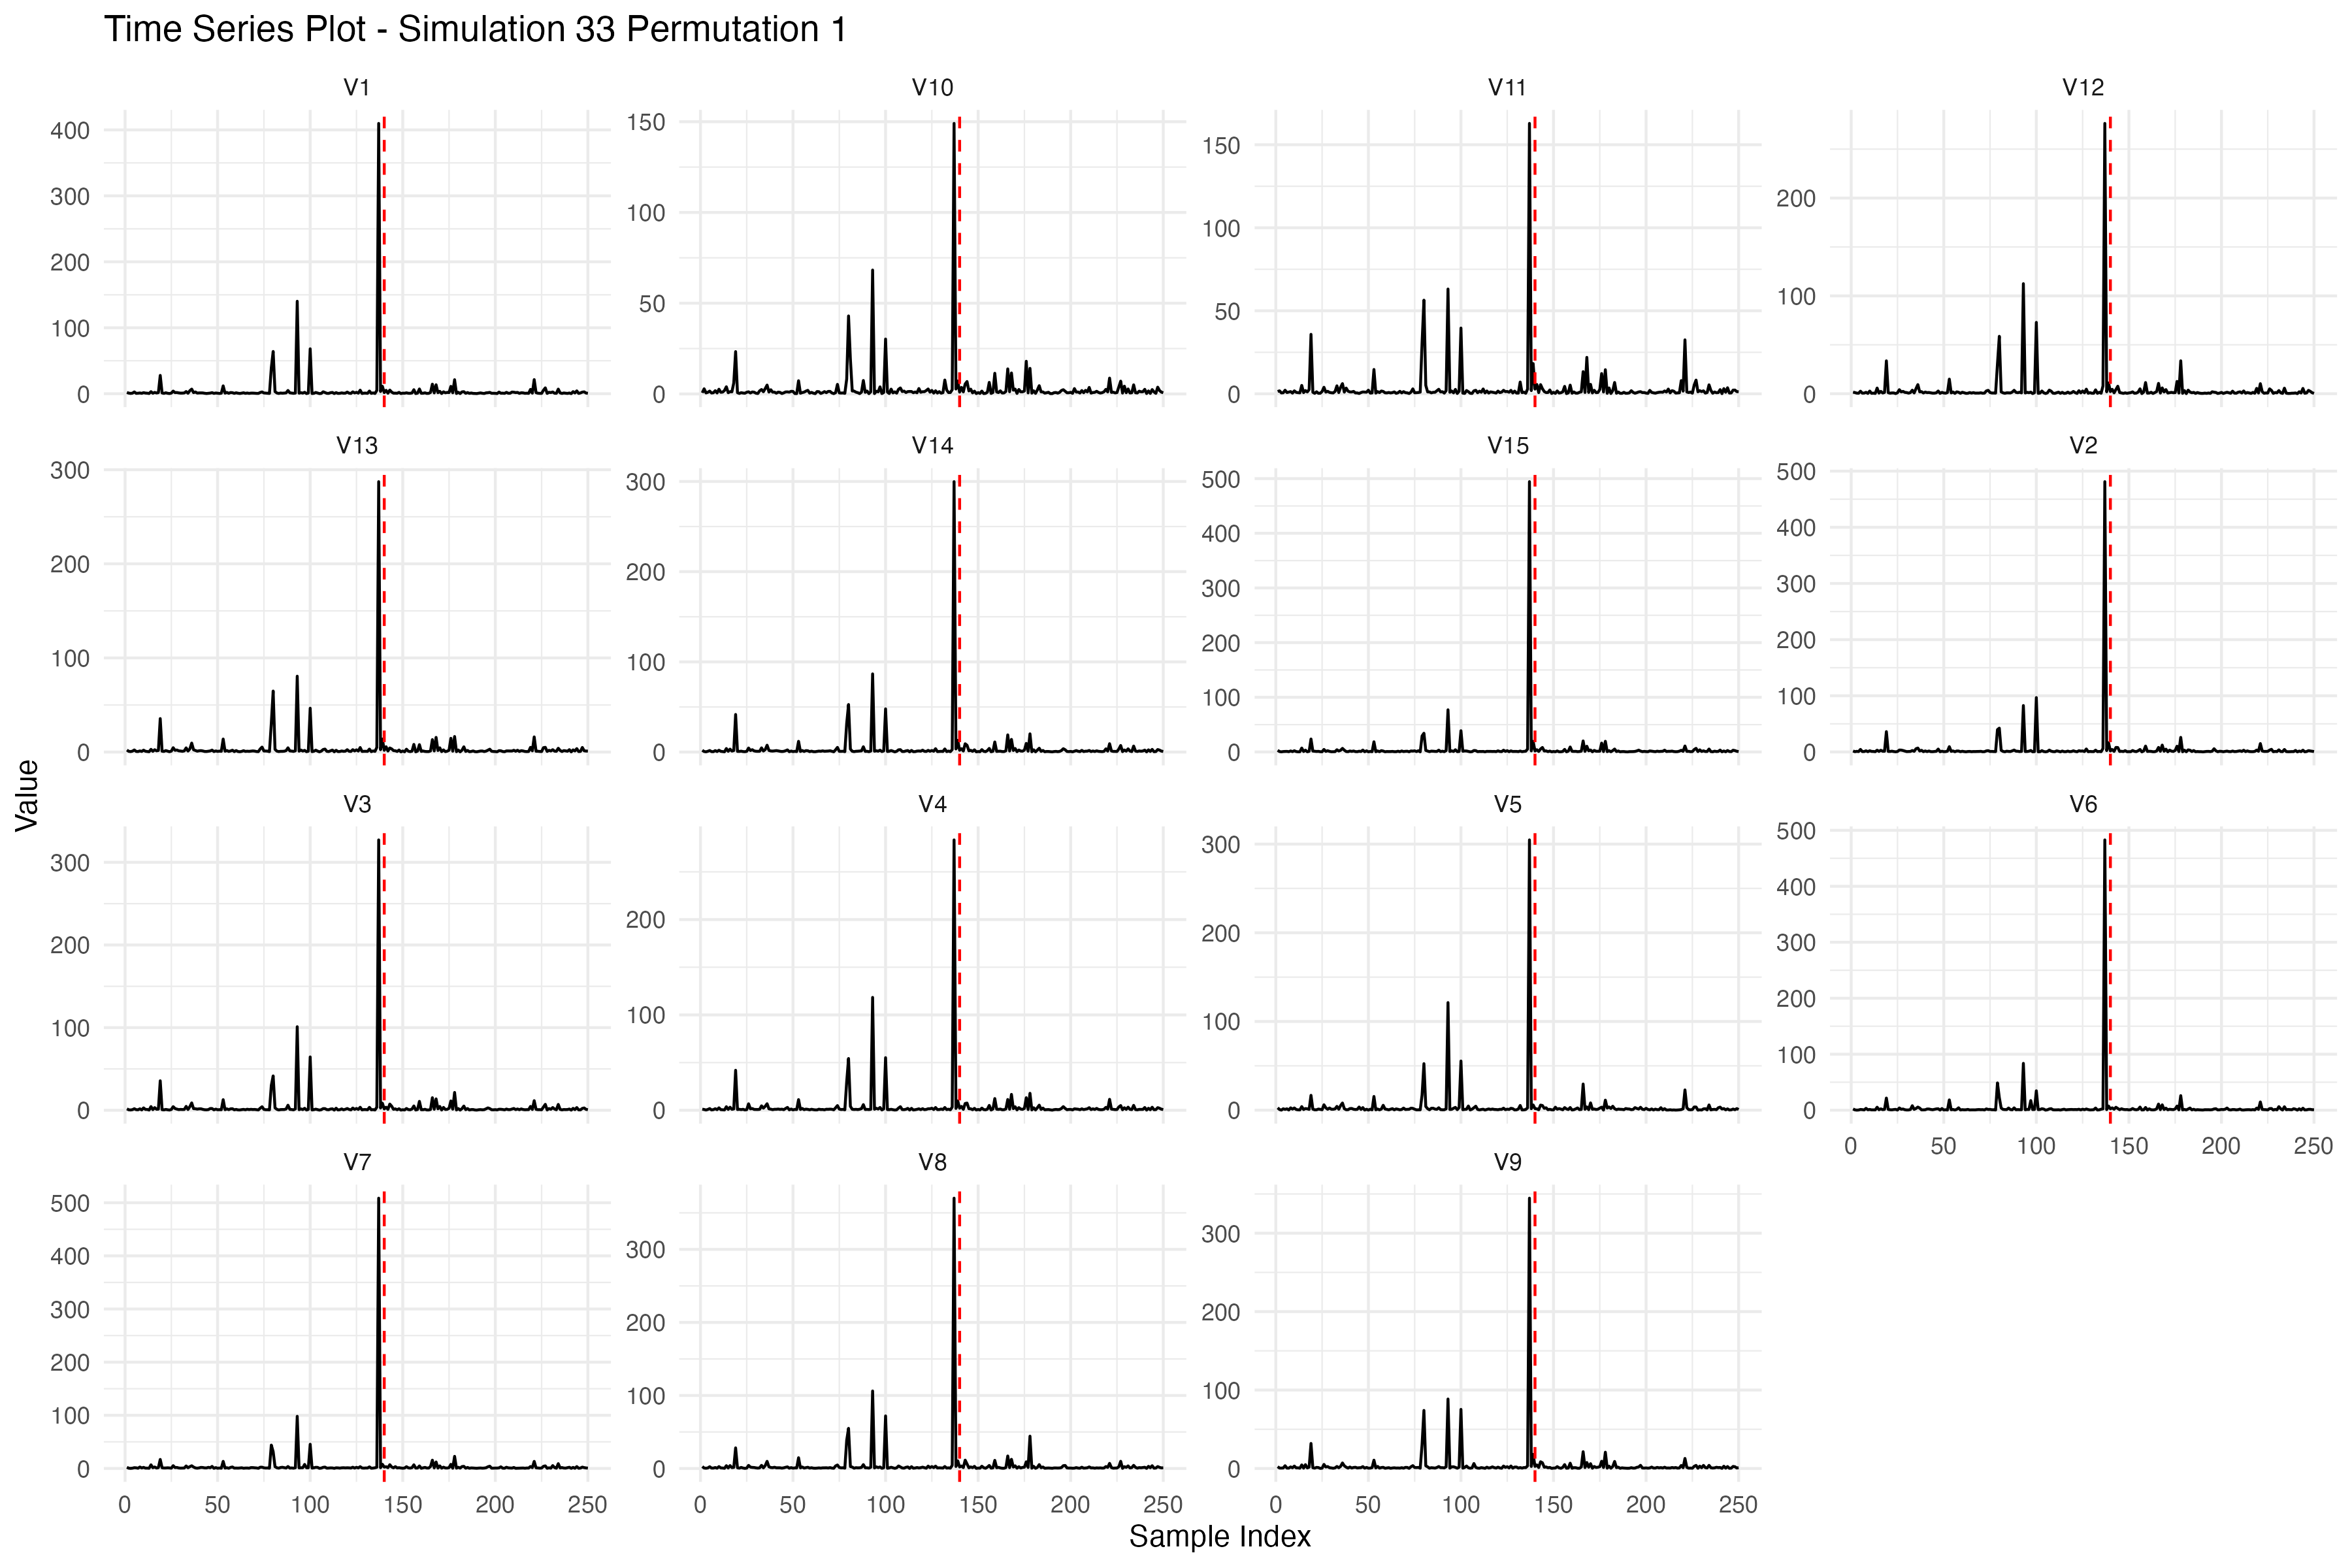 Time Series Plot - Simulation 33 Permutation 1
V1 V10 V11 V12
400 300 200 100 0
150 100 50 0
150 100 50 0
200 100 0
V13 V14 V15 V2
300 200 100 0
300 200 100 0
500 400 300 200 100 0
500 400 300 200 100 0
Value
V3 V4 V5 V6
300 200 100 0
200 100 0
300 200 100 0
500 400 300 200 100 0
0 50 100 150 200 250
V7 V8 V9
500 400 300 200 100 0
300 200 100 0
300 200 100 0
0 50 100 150 200 250 0 50 100 150 200 250 0 50 100 150 200 250
Sample Index